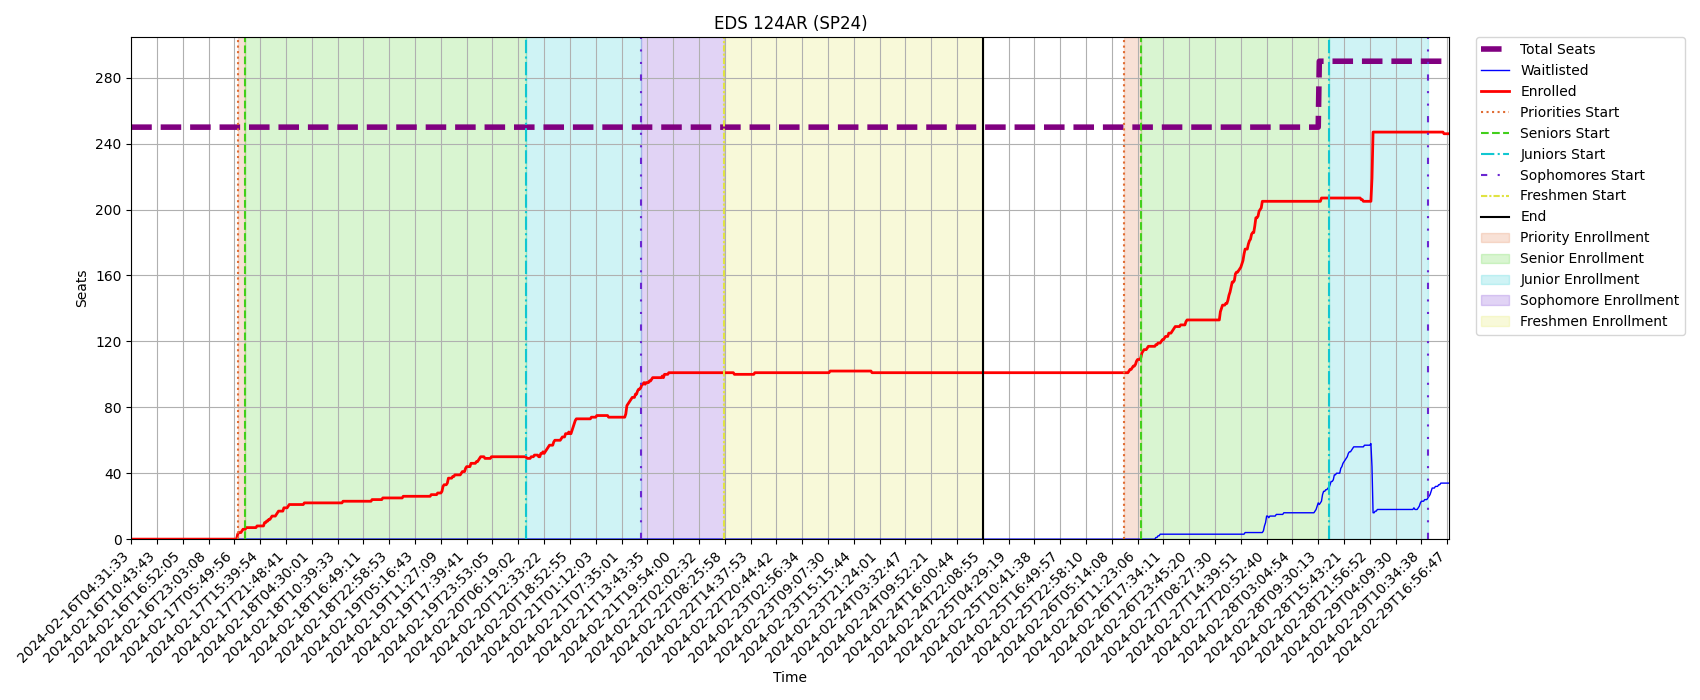 EDS 124AR (SP24)
Seats
280
240
200
160
120
80
40
0
2024-02-16T04:31:33
2024-02-16T10:43:43
2024-02-16T16:52:05
2024-02-16T23:03:08
2024-02-17T05:49:56
2024-02-17T15:39:54
2024-02-17T21:48:41
2024-02-18T04:30:01
2024-02-18T10:39:33
2024-02-18T16:49:11
2024-02-18T22:58:53
2024-02-19T05:16:43
2024-02-19T11:27:09
2024-02-19T17:39:41
2024-02-19T23:53:05
2024-02-20T06:19:02
2024-02-20T12:33:22
2024-02-20T18:52:55
2024-02-21T01:12:03
2024-02-21T07:35:01
2024-02-21T13:43:35
2024-02-21T19:54:00
2024-02-22T02:02:32
2024-02-22T08:25:58
2024-02-22T14:37:53
2024-02-22T20:44:42
2024-02-23T02:56:34
2024-02-23T09:07:30
2024-02-23T15:15:44
2024-02-23T21:24:01
2024-02-24T03:32:47
2024-02-24T09:52:21
2024-02-24T16:00:44
2024-02-24T22:08:55
2024-02-25T04:29:19
2024-02-25T10:41:38
2024-02-25T16:49:57
2024-02-25T22:58:10
2024-02-26T05:14:08
2024-02-26T11:23:06
2024-02-26T17:34:11
2024-02-26T23:45:20
2024-02-27T08:27:30
2024-02-27T14:39:51
2024-02-27T20:52:40
2024-02-28T03:04:54
2024-02-28T09:30:13
2024-02-28T15:43:21
2024-02-28T21:56:52
2024-02-29T04:09:30
2024-02-29T10:34:38
2024-02-29T16:56:47
Time
Total Seats
Waitlisted
Enrolled
Priorities Start
Seniors Start
Juniors Start
Sophomores Start
Freshmen Start
End
Priority Enrollment
Senior Enrollment
Junior Enrollment
Sophomore Enrollment
Freshmen Enrollment